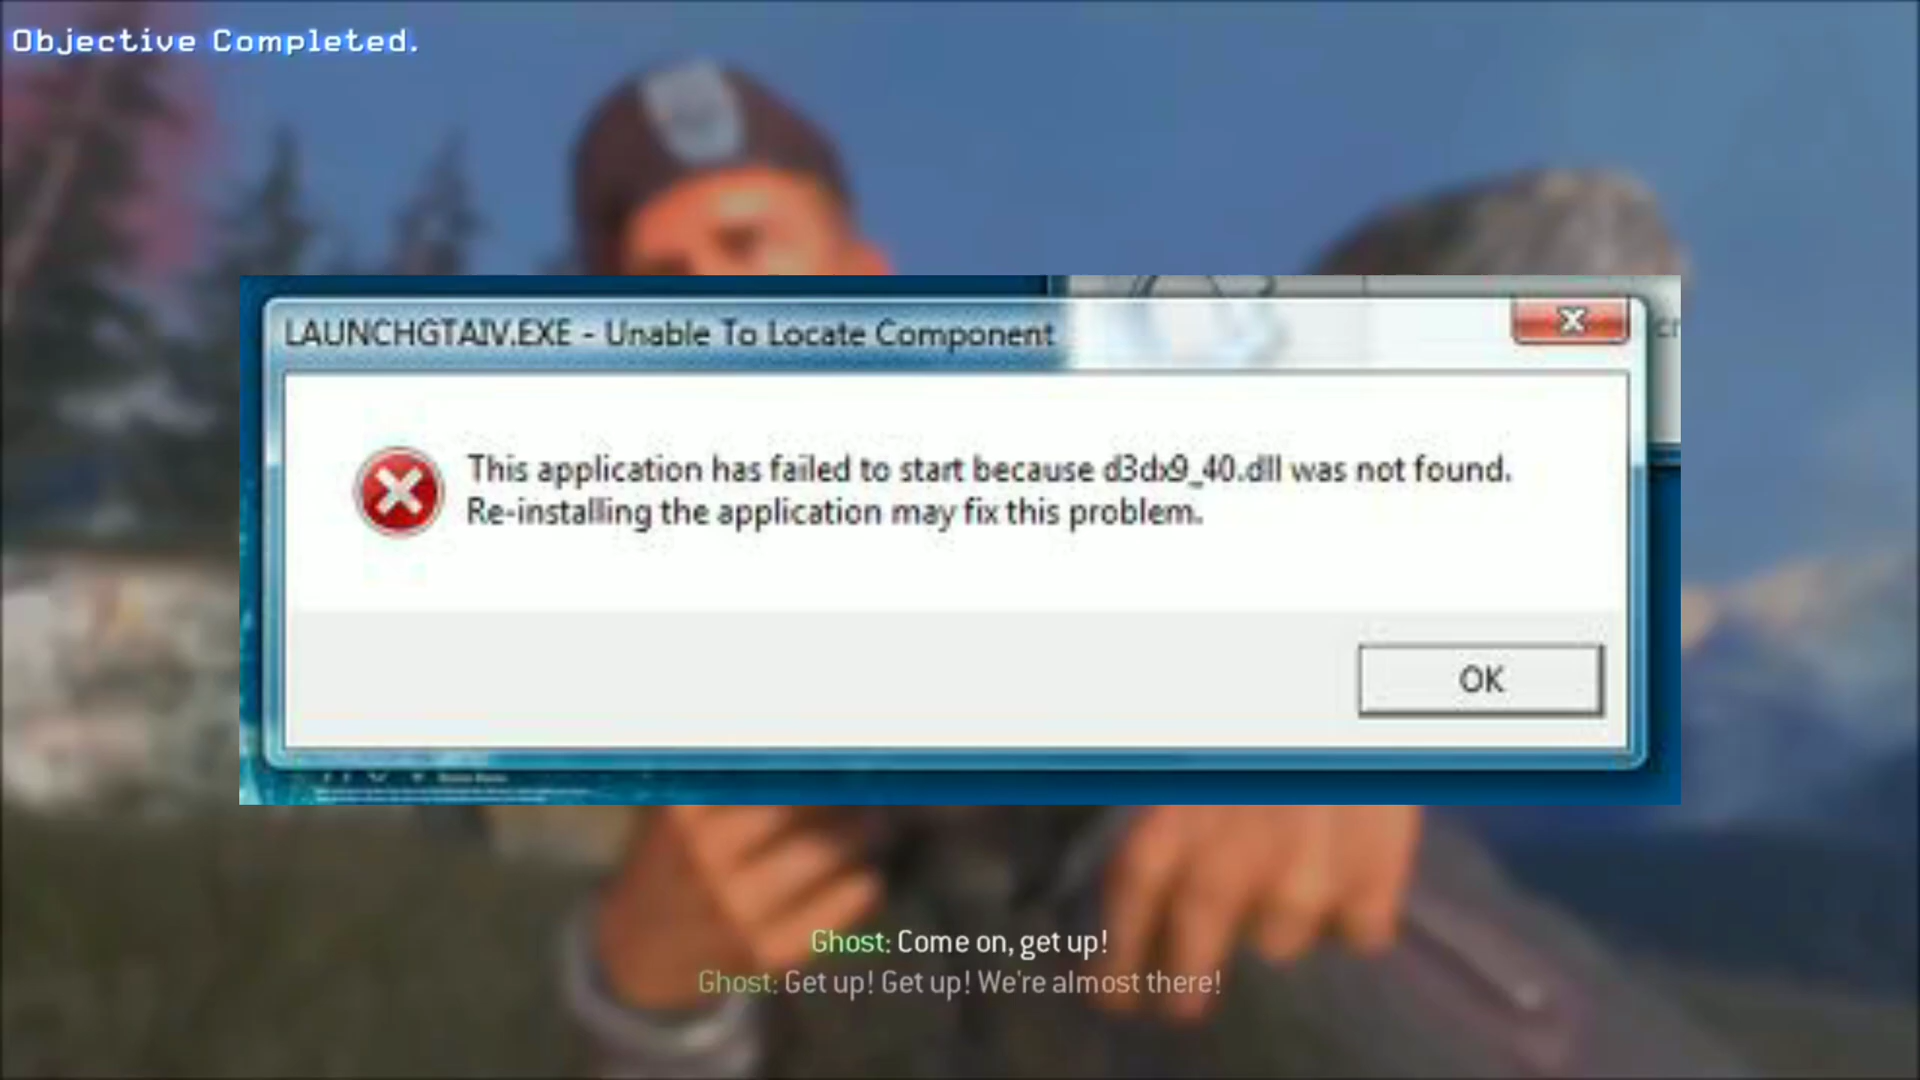 Objective Completed.
LAUNCHGTAIV.EXE - Unable To Locate Component
This application has failed to start because d3dx9_40.dll was not found.
Re-installing the application may fix this problem.
OK
Ghost: Come on, get up!
Ghost: Get up! Get up! We're almost there!